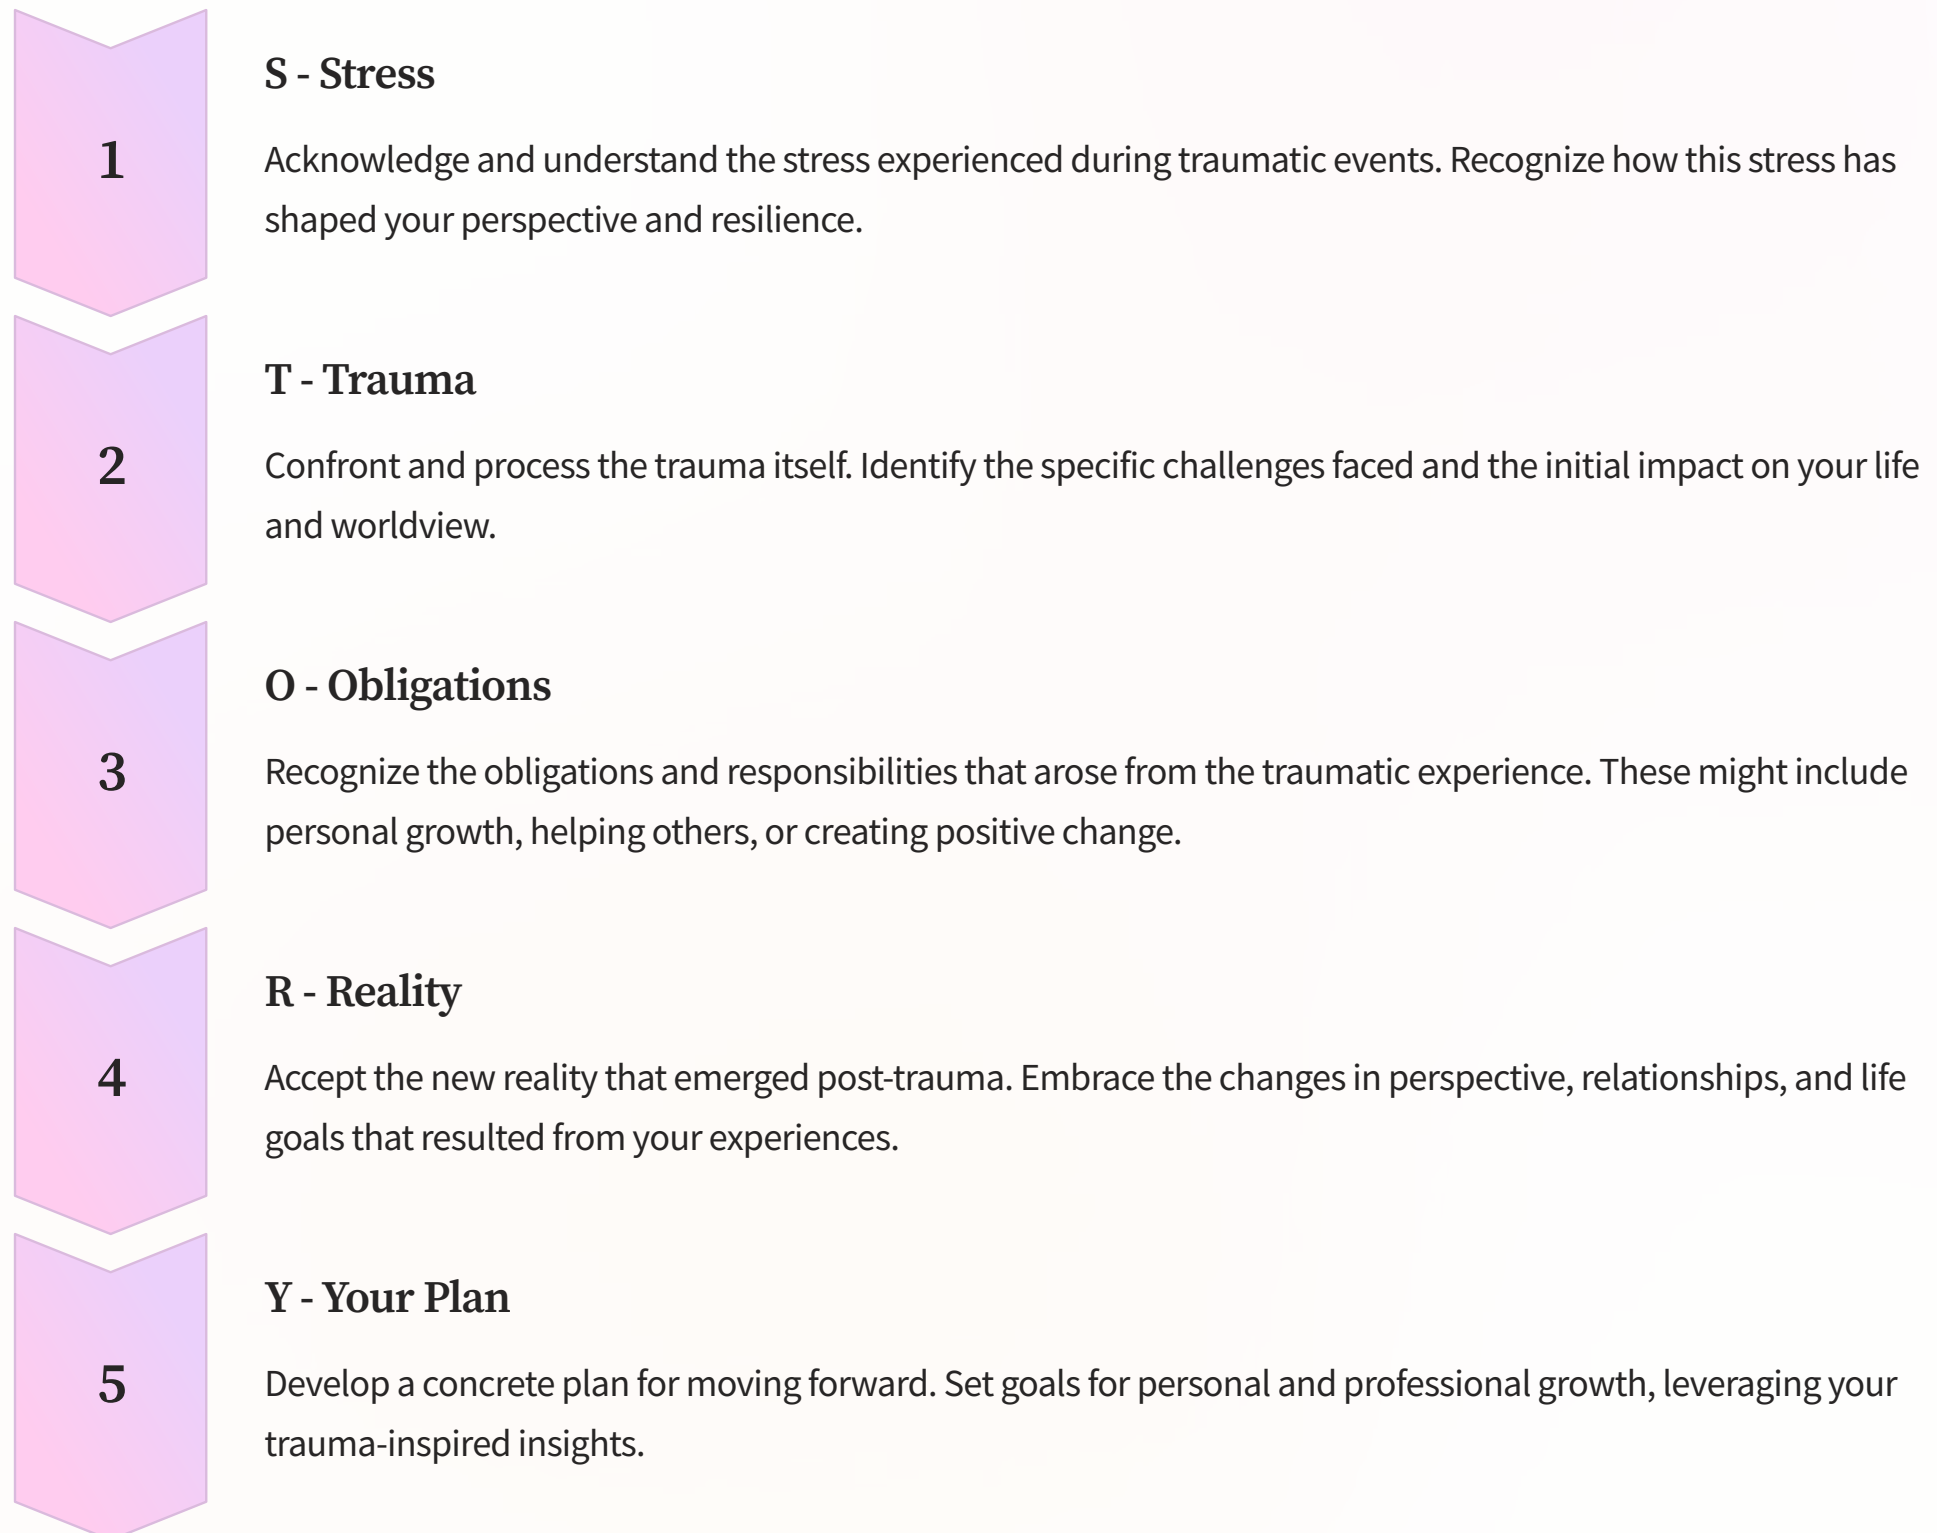 1
S - Stress
Acknowledge and understand the stress experienced during traumatic events. Recognize how this stress has
shaped your perspective and resilience.
2
T - Trauma
Confront and process the trauma itself. Identify the specific challenges faced and the initial impact on your life
and worldview.
3
O - Obligations
Recognize the obligations and responsibilities that arose from the traumatic experience. These might include
personal growth, helping others, or creating positive change.
4
R - Reality
Accept the new reality that emerged post-trauma. Embrace the changes in perspective, relationships, and life
goals that resulted from your experiences.
5
Y - Your Plan
Develop a concrete plan for moving forward. Set goals for personal and professional growth, leveraging your
trauma-inspired insights.